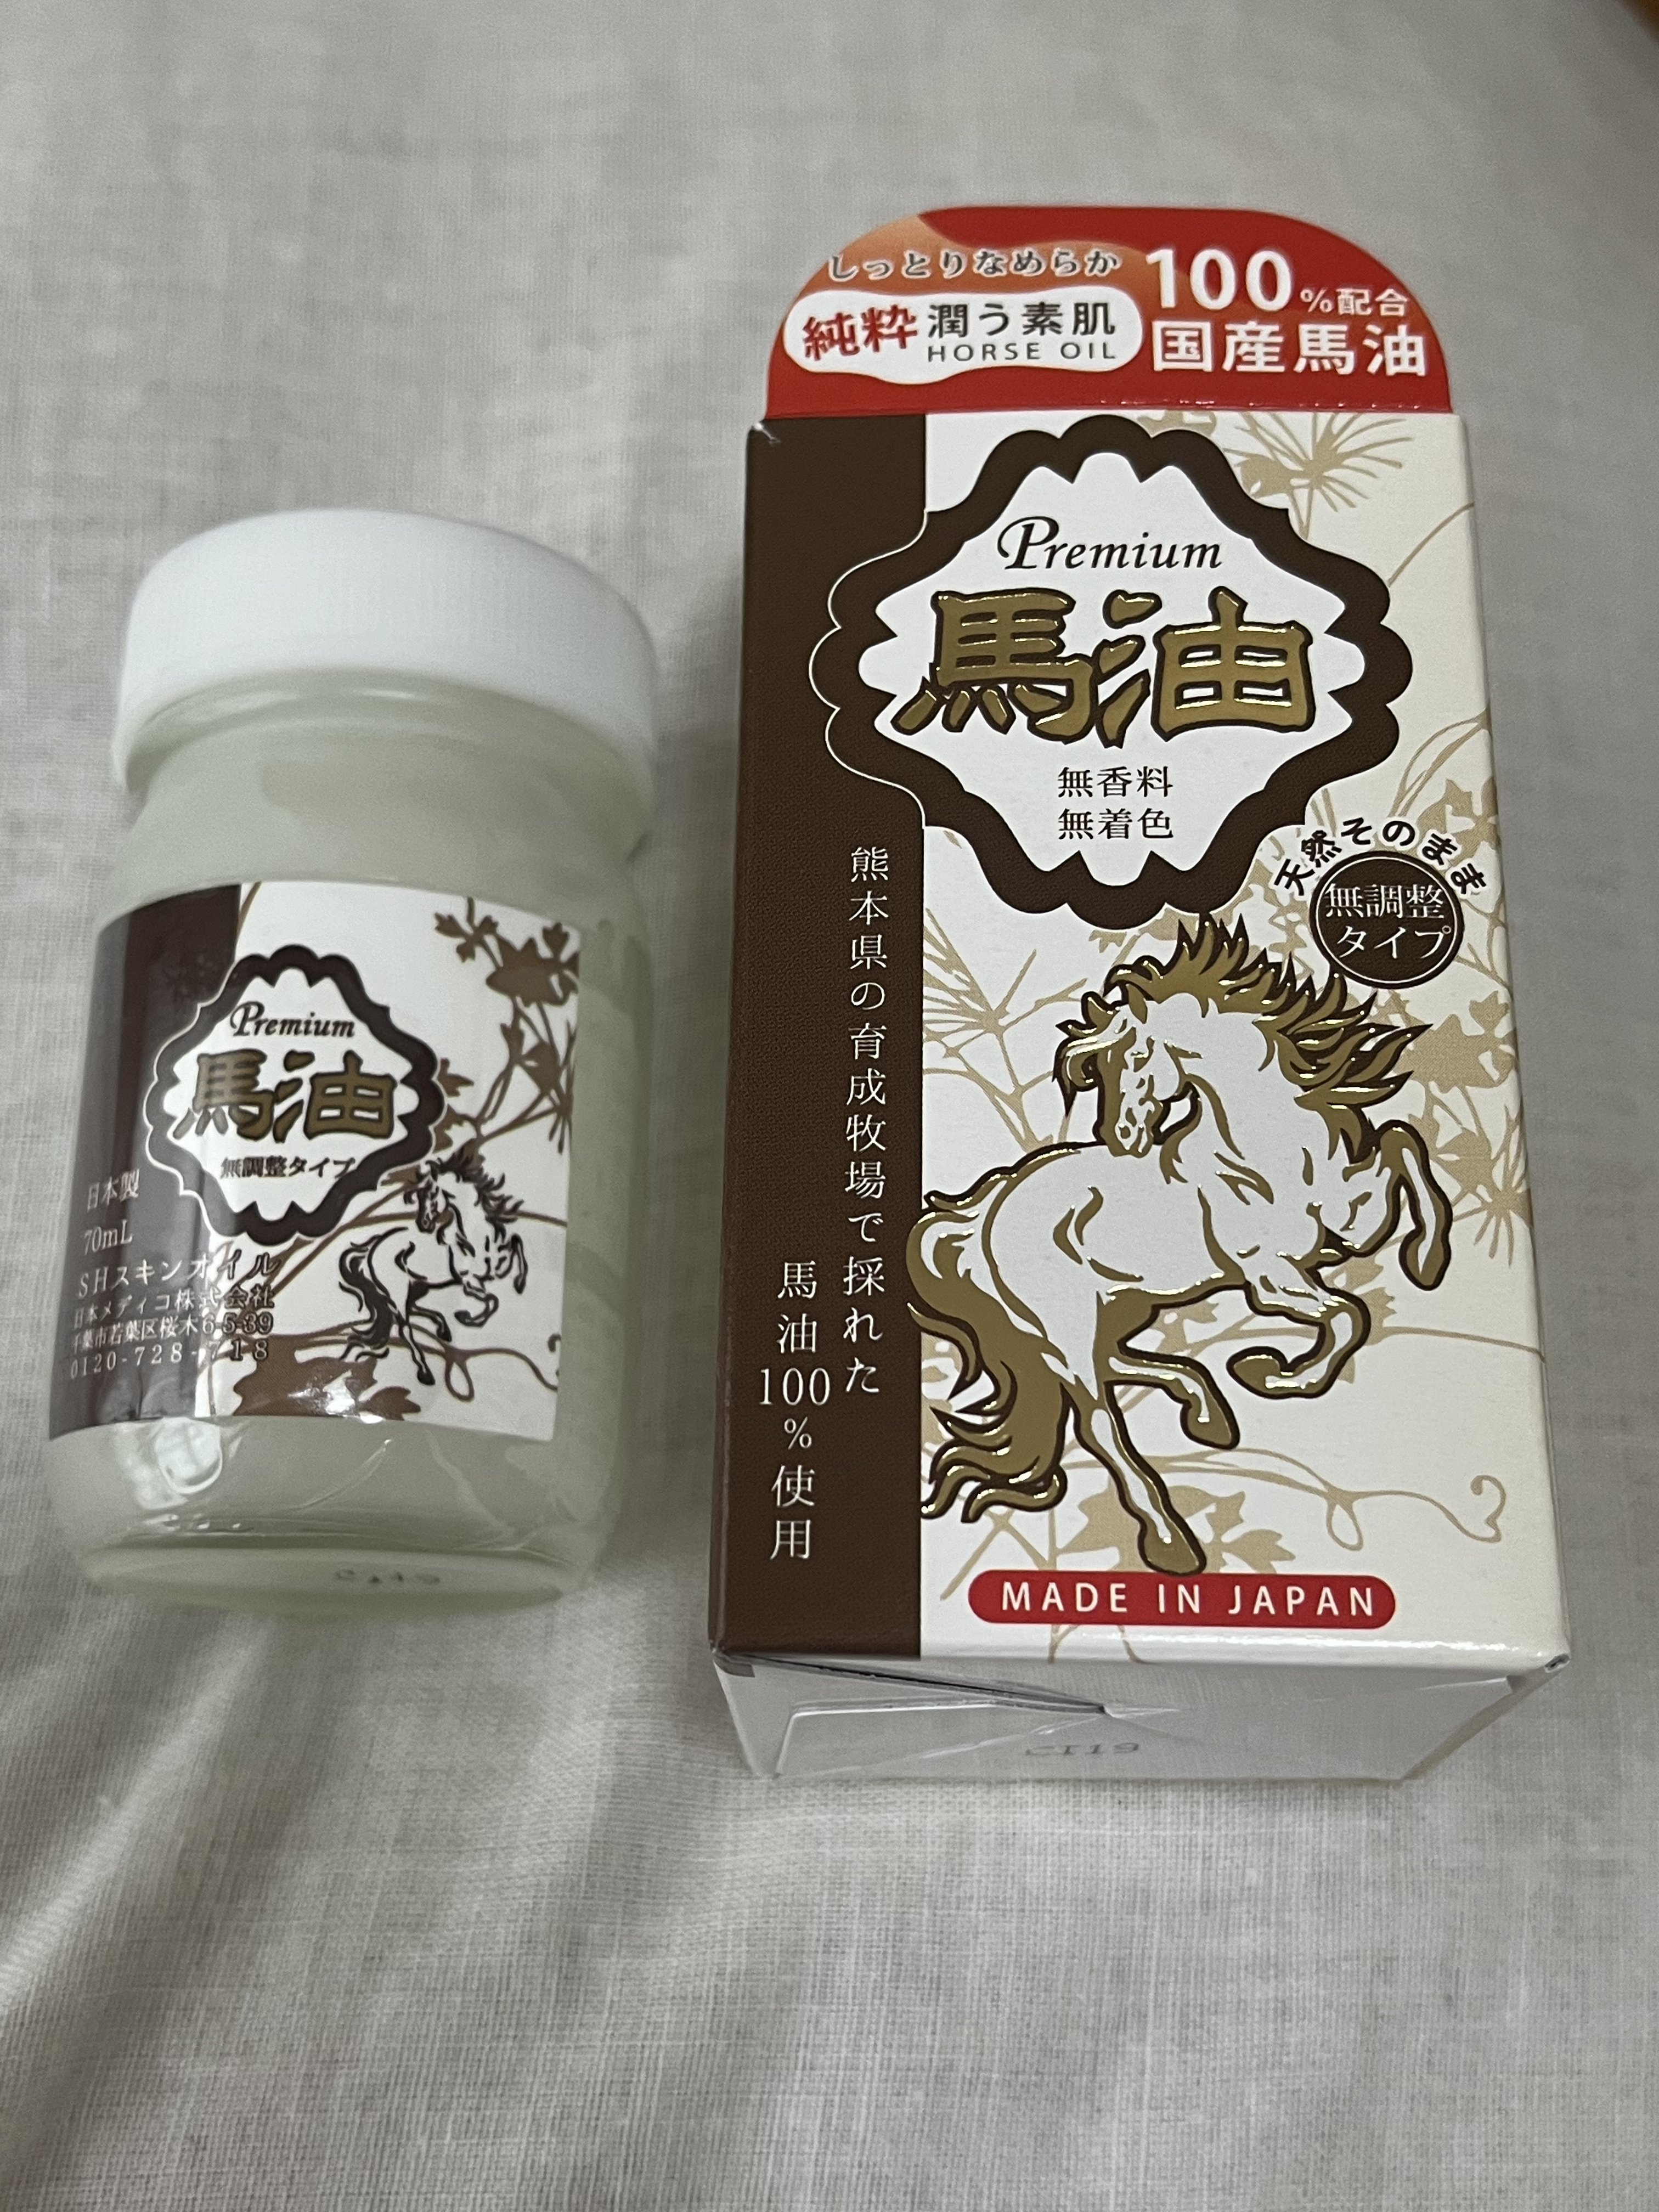 しっとりなめらか
純粋 潤う素肌
HORSE OIL
100%配合
国産馬油
Premium
馬油
無香料
無着色
天然そのまま
無調整
タイプ
熊本県の育成牧場で採れた
馬油100%使用
MADE IN JAPAN
Premium
馬油
無調整タイプ
日本製
70mL
SHスキンオイル
日本メディコ株式会社
千葉市若葉区桜木6-5-39
0120-728-718